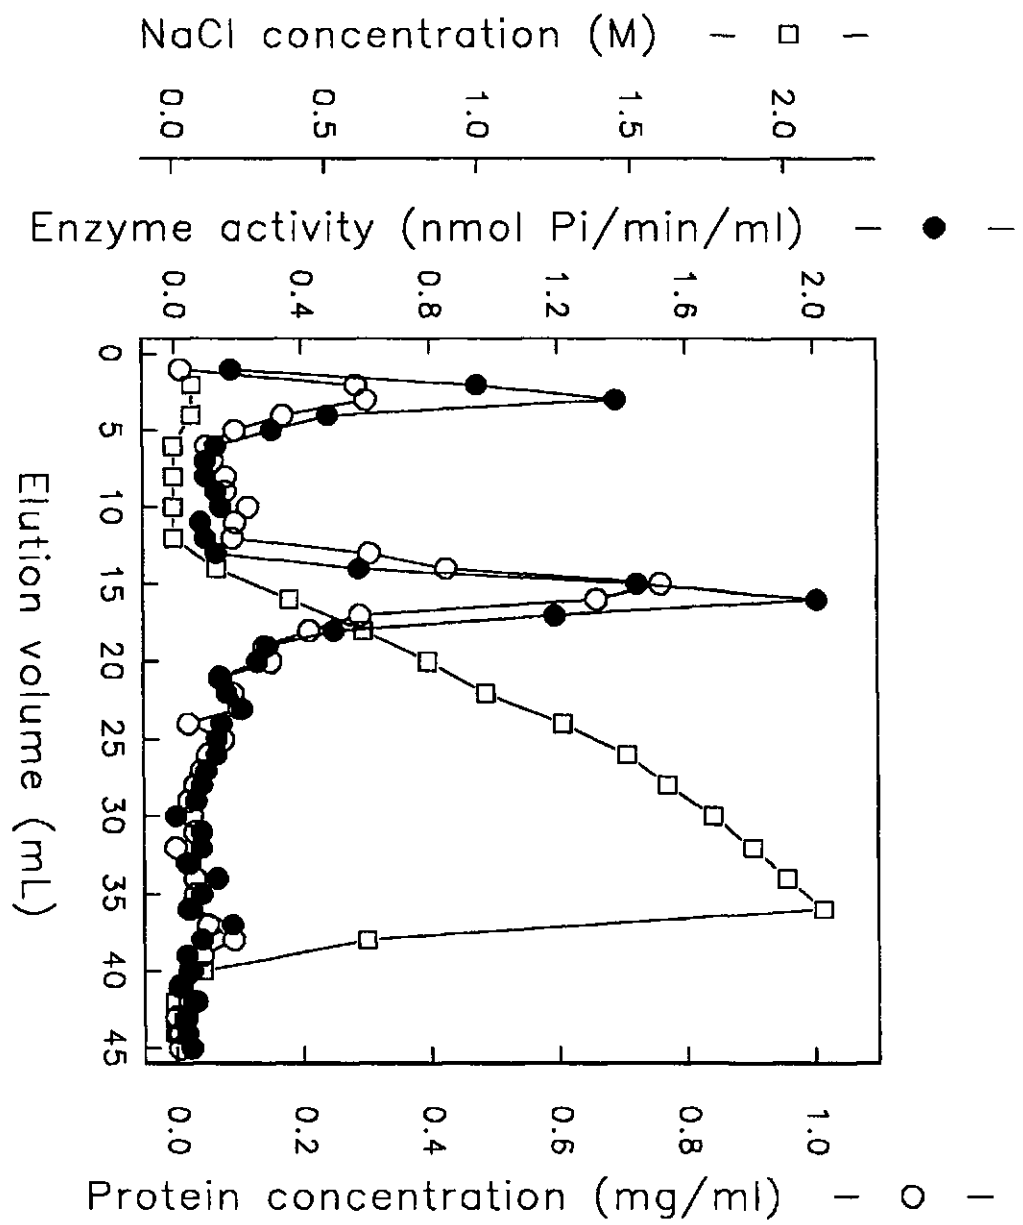 NaCl concentration (M) — □ —
0.0 0.5 1.0 1.5 2.0
Enzyme activity (nmol Pi/min/ml) — ● —
0.0 0.4 0.8 1.2 1.6 2.0
0 5 10 15 20 25 30 35 40 45
Elution volume (mL)
0.0 0.2 0.4 0.6 0.8 1.0
Protein concentration (mg/ml) — ○ —